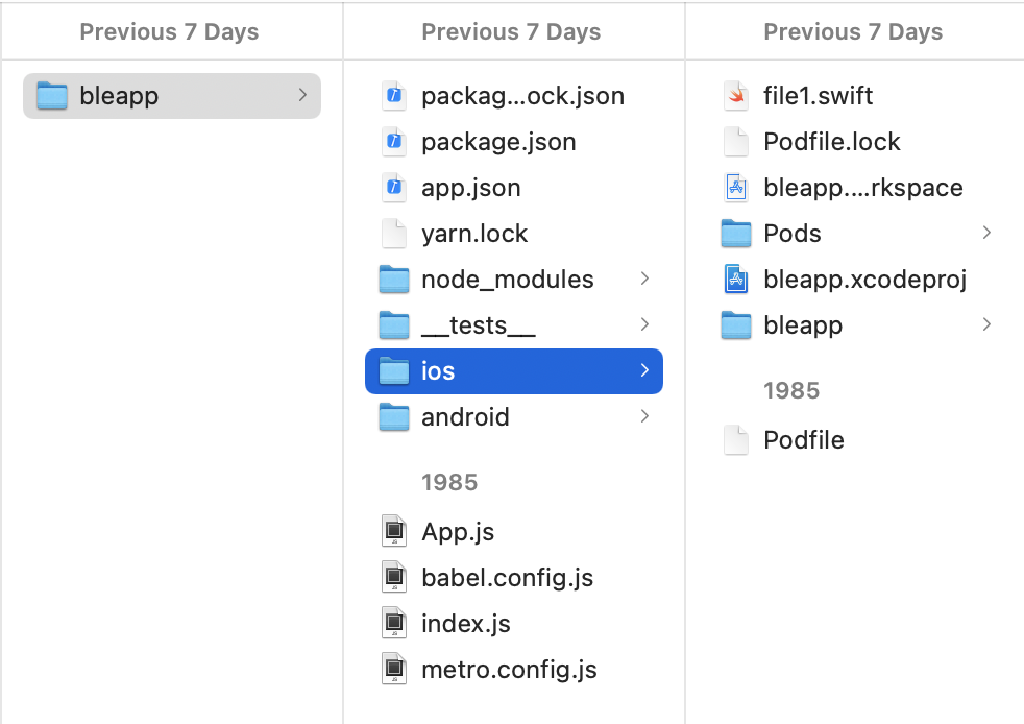 Previous 7 Days
bleapp
Previous 7 Days
packag...ock.json
package.json
app.json
yarn.lock
node_modules
__tests__
ios
android
1985
App.js
babel.config.js
index.js
metro.config.js
Previous 7 Days
file1.swift
Podfile.lock
bleapp....rkspace
Pods
bleapp.xcodeproj
bleapp
1985
Podfile